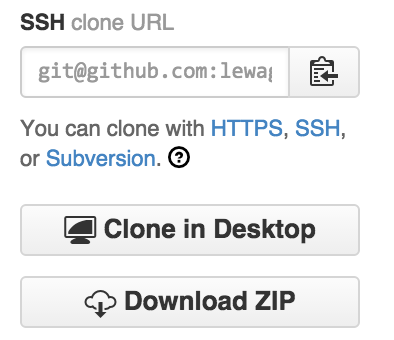 SSH clone URL
git@github.com:lewag
You can clone with HTTPS, SSH,
or Subversion. ?
Clone in Desktop
Download ZIP